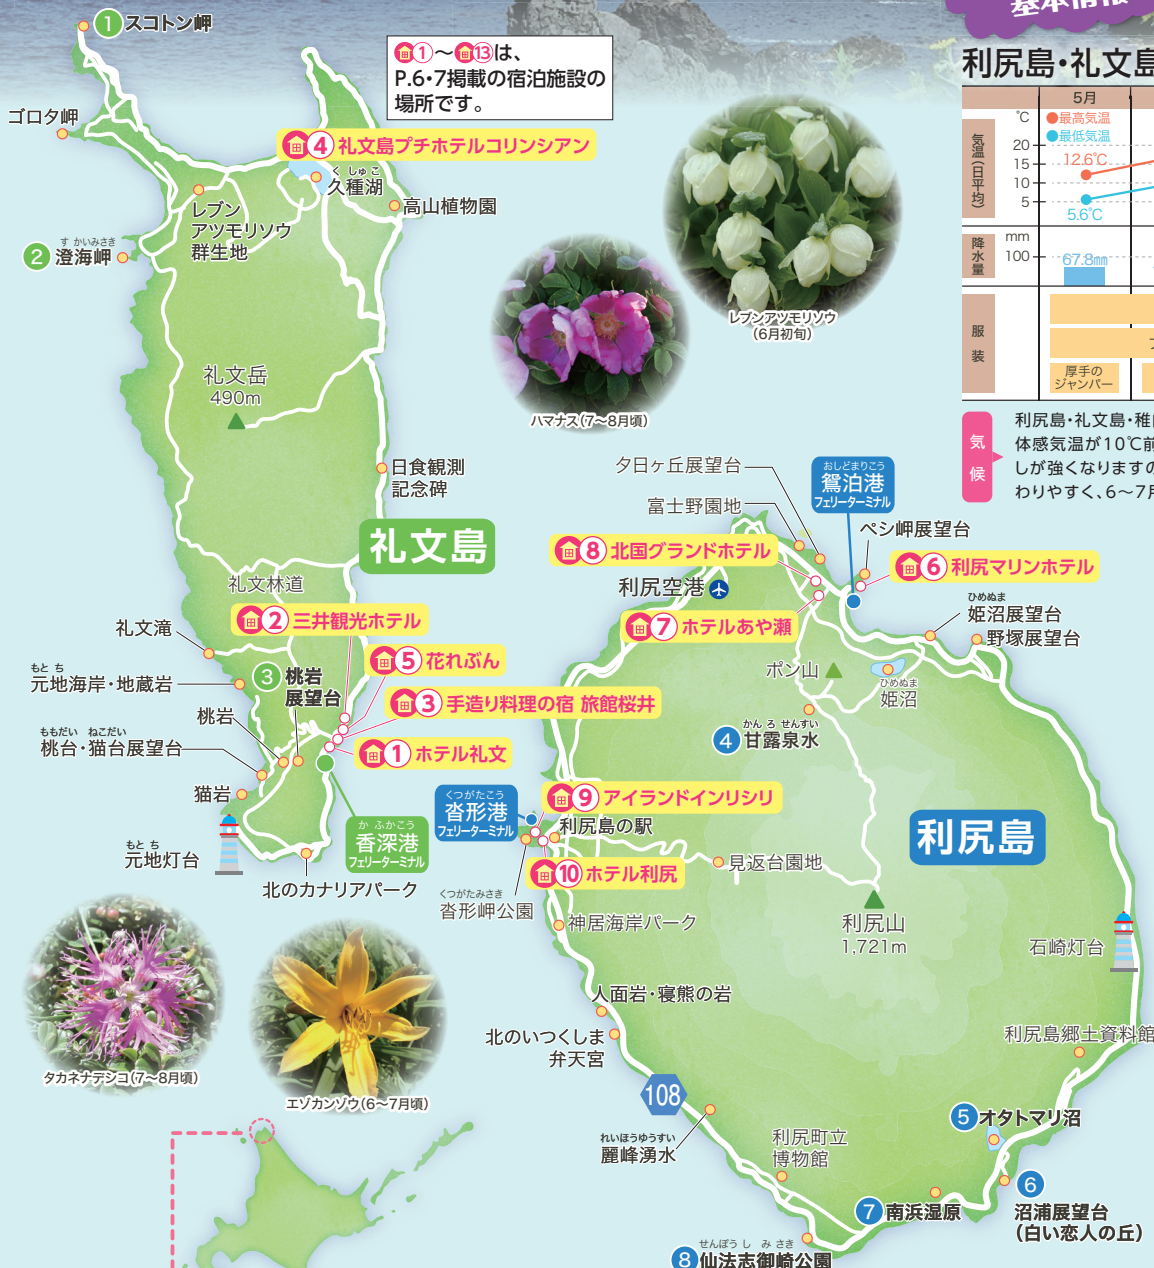 基本情報
1 スコトン岬
1～13は、
P.6・7掲載の宿泊施設の
場所です。
利尻島・礼文島
5月
℃
最高気温
最低気温
気温(日平均)
20
15
10
5
12.6℃
5.6℃
降水量
mm
100
67.8㎜
服装
厚手の
ジャンパー
気候
利尻島・礼文島・稚
体感気温が10℃前
しが強くなりますの
わりやすく、6～7月
ゴロタ岬
4 礼文島プチホテルコリンシアン
くしゅこ
久種湖
高山植物園
レブン
アツモリソウ
群生地
すかいみさき
2 澄海岬
レブンアツモリソウ
(6月初旬)
ハマナス(7～8月頃)
礼文岳
490m
日食観測
記念碑
礼文島
礼文林道
2 三井観光ホテル
礼文滝
5 花れぶん
もとち
元地海岸・地蔵岩
3 桃岩
展望台
3 手造り料理の宿 旅館桜井
桃岩
ももだい ねこだい
桃台・猫台展望台
1 ホテル礼文
猫岩
かふかこう
香深港
フェリーターミナル
もとち
元地灯台
北のカナリアパーク
タカネナデシコ(7～8月頃)
エゾカンゾウ(6～7月頃)
夕日ヶ丘展望台
おしどまりこう
鴛泊港
フェリーターミナル
富士野園地
ペシ岬展望台
8 北国グランドホテル
6 利尻マリンホテル
利尻空港
ひめぬま
姫沼展望台
7 ホテルあや瀬
野塚展望台
ポン山
ひめぬま
姫沼
かんろせんすい
4 甘露泉水
くつがたこう
沓形港
フェリーターミナル
9 アイランドインリシリ
利尻島の駅
利尻島
10 ホテル利尻
見返台園地
くつがたみさき
沓形岬公園
神居海岸パーク
利尻山
1,721m
石崎灯台
人面岩・寝熊の岩
北のいつくしま
弁天宮
利尻島郷土資料館
108
5 オタトマリ沼
れいほうゆうすい
麗峰湧水
利尻町立
博物館
6
沼浦展望台
(白い恋人の丘)
7 南浜湿原
せんぽうしみさき
8 仙法志御崎公園